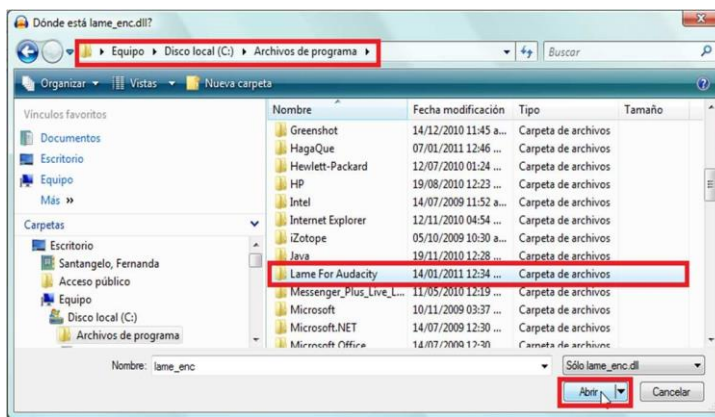 Dónde está lame_enc.dll?
Equipo ▸ Disco local (C:) ▸ Archivos de programa ▸
Buscar
Organizar Vistas Nueva carpeta
Vínculos favoritos
Documentos
Escritorio
Equipo
Más »
Carpetas
Escritorio
Santangelo, Fernanda
Acceso público
Equipo
Disco local (C:)
Archivos de programa
Nombre Fecha modificación Tipo Tamaño
Greenshot 14/12/2010 11:45 a... Carpeta de archivos
HagaQue 07/01/2011 12:46 ... Carpeta de archivos
Hewlett-Packard 12/07/2010 01:24 ... Carpeta de archivos
HP 19/08/2010 12:23 ... Carpeta de archivos
Intel 14/07/2009 11:52 a... Carpeta de archivos
Internet Explorer 12/11/2010 04:54 ... Carpeta de archivos
iZotope 05/10/2009 10:30 a... Carpeta de archivos
Java 19/11/2010 12:28 ... Carpeta de archivos
Lame For Audacity 14/01/2011 12:34 ... Carpeta de archivos
Messenger_Plus_Live_L... 11/05/2010 12:19 ... Carpeta de archivos
Microsoft 10/11/2009 03:37 ... Carpeta de archivos
Microsoft.NET 14/07/2009 12:30 ... Carpeta de archivos
Microsoft Office 14/07/2009 12:30 Carpeta de archivos
Nombre: lame_enc Sólo lame_enc.dll
Abrir Cancelar